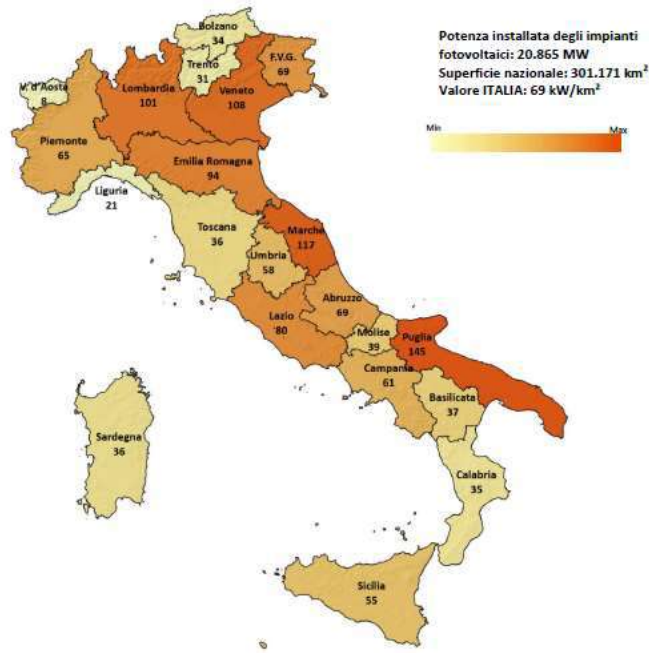 Bolzano
34
Potenza installata degli impianti
fotovoltaici: 20.865 MW
Superficie nazionale: 301.171 km²
Valore ITALIA: 69 kW/km²
Trento
31
F.V.G.
69
V. d'Aosta
8
Lombardia
101
Veneto
108
Min
Max
Piemonte
65
Emilia Romagna
94
Liguria
21
Toscana
36
Marche
117
Umbria
58
Abruzzo
69
Lazio
80
Molise
39
Puglia
145
Campania
61
Basilicata
37
Sardegna
36
Calabria
35
Sicilia
55